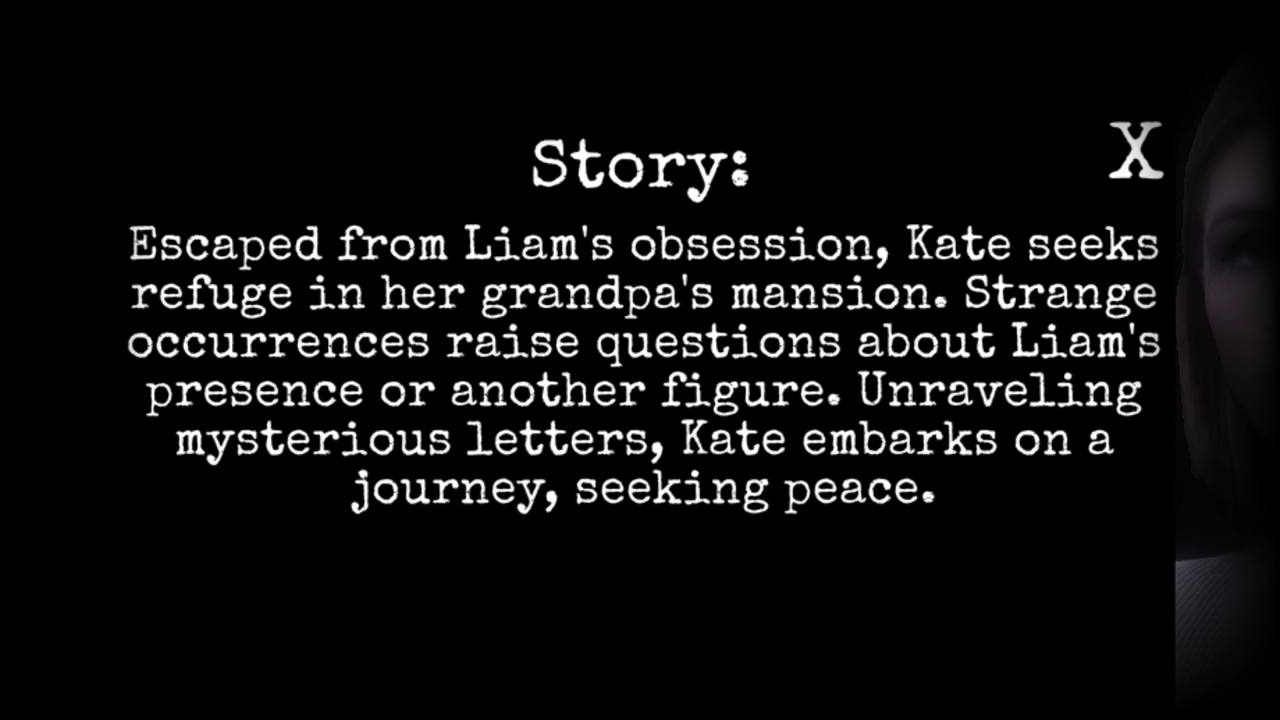 Story:
X
Escaped from Liam's obsession, Kate seeks
refuge in her grandpa's mansion. Strange
occurrences raise questions about Liam's
presence or another figure. Unraveling
mysterious letters, Kate embarks on a
journey, seeking peace.